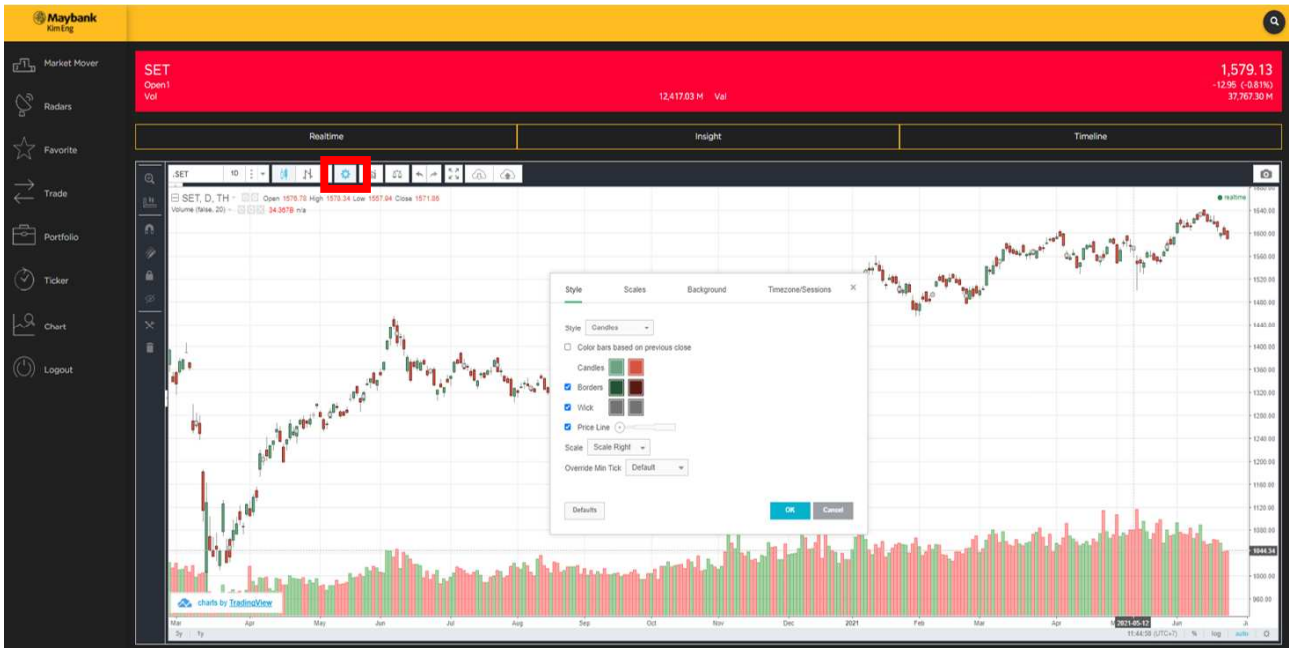 Maybank
Kim Eng
Market Mover
Radars
Favorite
Trade
Portfolio
Ticker
Chart
Logout
SET 1,579.13
Open1 -12.95 (-0.81%)
Vol 12,417.03 M Val 37,767.30 M
Realtime Insight Timeline
.SET 1D
SET, D, TH Open 1576.78 High 1578.34 Low 1557.94 Close 1571.85
realtime
Volume (false, 20) 34.367B n/a
Style Scales Background Timezone/Sessions ×
Style Candles
Color bars based on previous close
Candles
Borders
Wick
Price Line
Scale Scale Right
Override Min Tick Default
Defaults OK Cancel
1640.00
1600.00
1560.00
1520.00
1480.00
1440.00
1400.00
1360.00
1320.00
1280.00
1240.00
1200.00
1160.00
1120.00
1080.00
1044.34
1000.00
960.00
charts by TradingView
Mar Apr May Jun Jul Aug Sep Oct Nov Dec 2021 Feb Mar Apr 2021-05-12 Jun
3y 1y 11:44:58 (UTC+7) % log auto